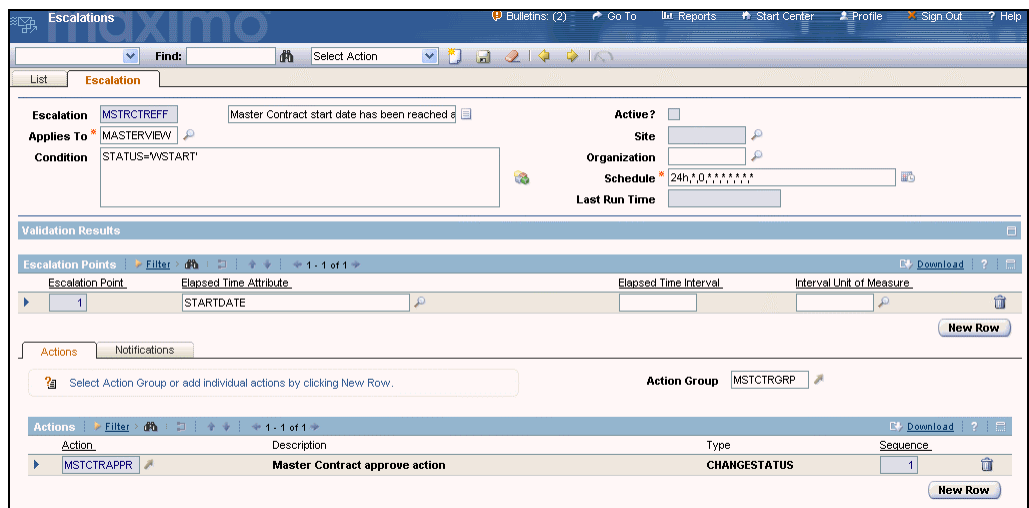 Escalations
maximo
Bulletins: (2) Go To Reports Start Center Profile Sign Out ? Help
Find: Select Action
List Escalation
Escalation MSTRCTREFF Master Contract start date has been reached a Active?
Applies To * MASTERVIEW Site
Condition STATUS='WSTART' Organization
Schedule * 24h,*,0,*,*,*,*,*,*,*
Last Run Time
Validation Results
Escalation Points Filter 1 - 1 of 1 Download ?
Escalation Point Elapsed Time Attribute Elapsed Time Interval Interval Unit of Measure
1 STARTDATE
New Row
Actions Notifications
Select Action Group or add individual actions by clicking New Row. Action Group MSTCTRGRP
Actions Filter 1 - 1 of 1 Download ?
Action Description Type Sequence
MSTCTRAPPR Master Contract approve action CHANGESTATUS 1
New Row